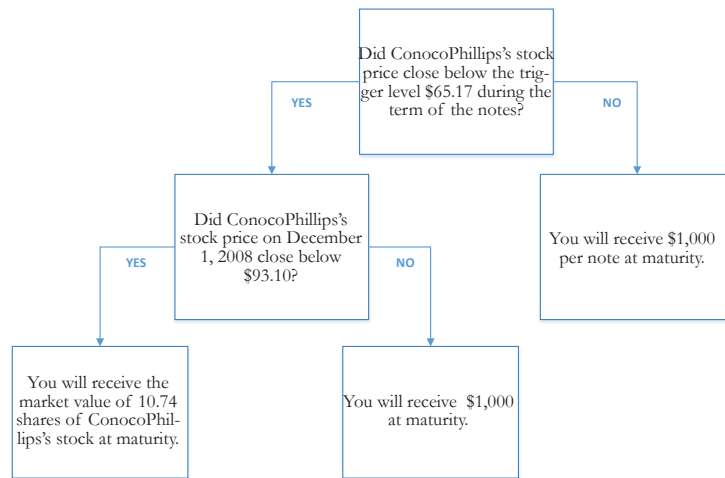 Did ConocoPhillips's stock
price close below the trig-
ger level $65.17 during the
term of the notes?
YES
NO
Did ConocoPhillips's
stock price on December
1, 2008 close below
$93.10?
You will receive $1,000
per note at maturity.
YES
NO
You will receive the
market value of 10.74
shares of ConocoPhil-
lips's stock at maturity.
You will receive $1,000
at maturity.